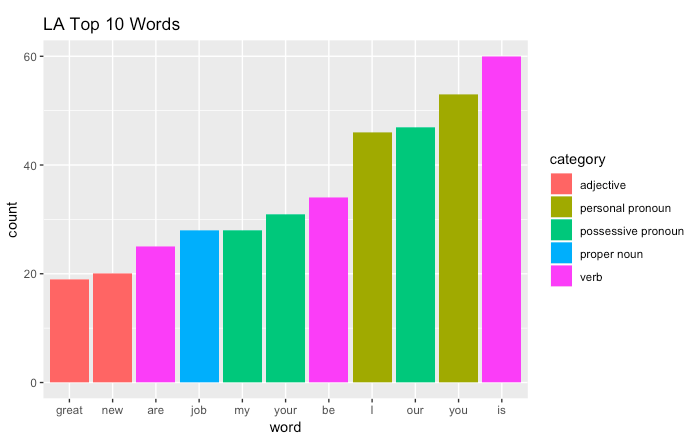 LA Top 10 Words
60
40
20
0
count
great new are job my your be I our you is
word
category
adjective
personal pronoun
possessive pronoun
proper noun
verb